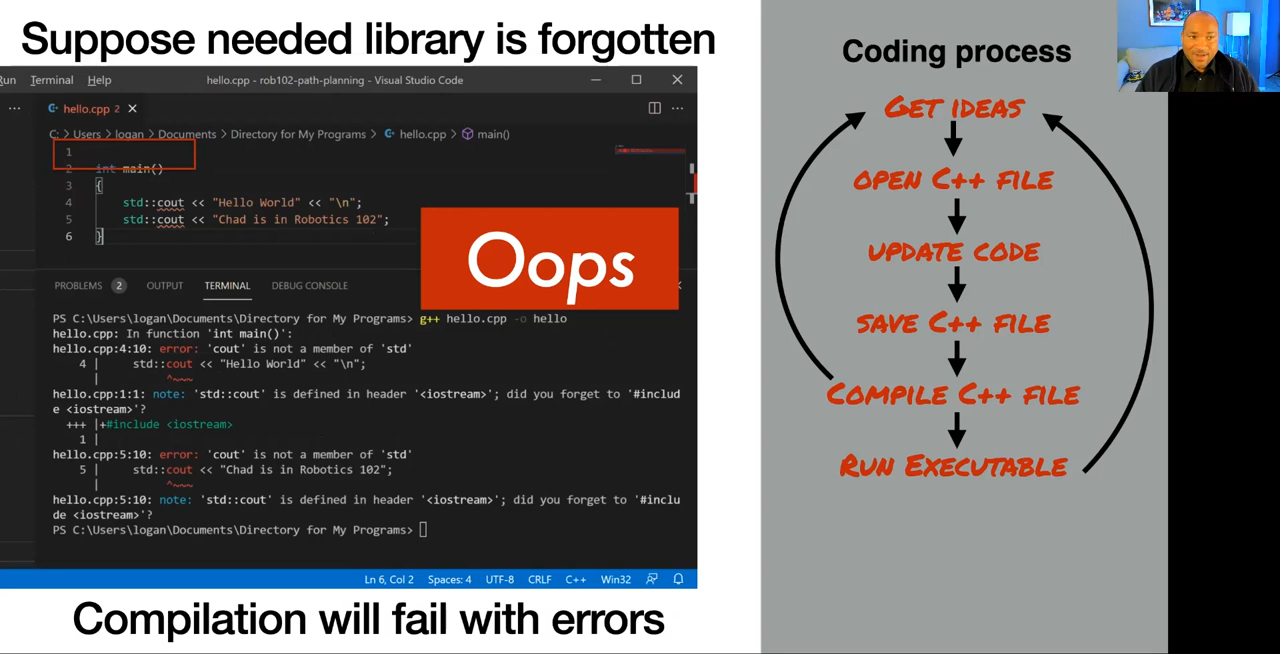 Suppose needed library is forgotten
Run Terminal Help
hello.cpp - rob102-path-planning - Visual Studio Code
hello.cpp 2
C: > Users > logan > Documents > Directory for My Programs > hello.cpp > main()
1
2 int main()
3 {
4 std::cout << "Hello World" << "\n";
5 std::cout << "Chad is in Robotics 102";
6 }
Oops
PROBLEMS 2 OUTPUT TERMINAL DEBUG CONSOLE
PS C:\Users\logan\Documents\Directory for My Programs> g++ hello.cpp -o hello
hello.cpp: In function 'int main()':
hello.cpp:4:10: error: 'cout' is not a member of 'std'
4 | std::cout << "Hello World" << "\n";
| ^~~~
hello.cpp:1:1: note: 'std::cout' is defined in header '<iostream>'; did you forget to '#includ
e <iostream>'?
+++ |+#include <iostream>
1 |
hello.cpp:5:10: error: 'cout' is not a member of 'std'
5 | std::cout << "Chad is in Robotics 102";
| ^~~~
hello.cpp:5:10: note: 'std::cout' is defined in header '<iostream>'; did you forget to '#inclu
de <iostream>'?
PS C:\Users\logan\Documents\Directory for My Programs>
Ln 6, Col 2 Spaces: 4 UTF-8 CRLF C++ Win32
Compilation will fail with errors
Coding process
GET IDEAS
OPEN C++ FILE
UPDATE CODE
SAVE C++ FILE
COMPILE C++ FILE
RUN EXECUTABLE